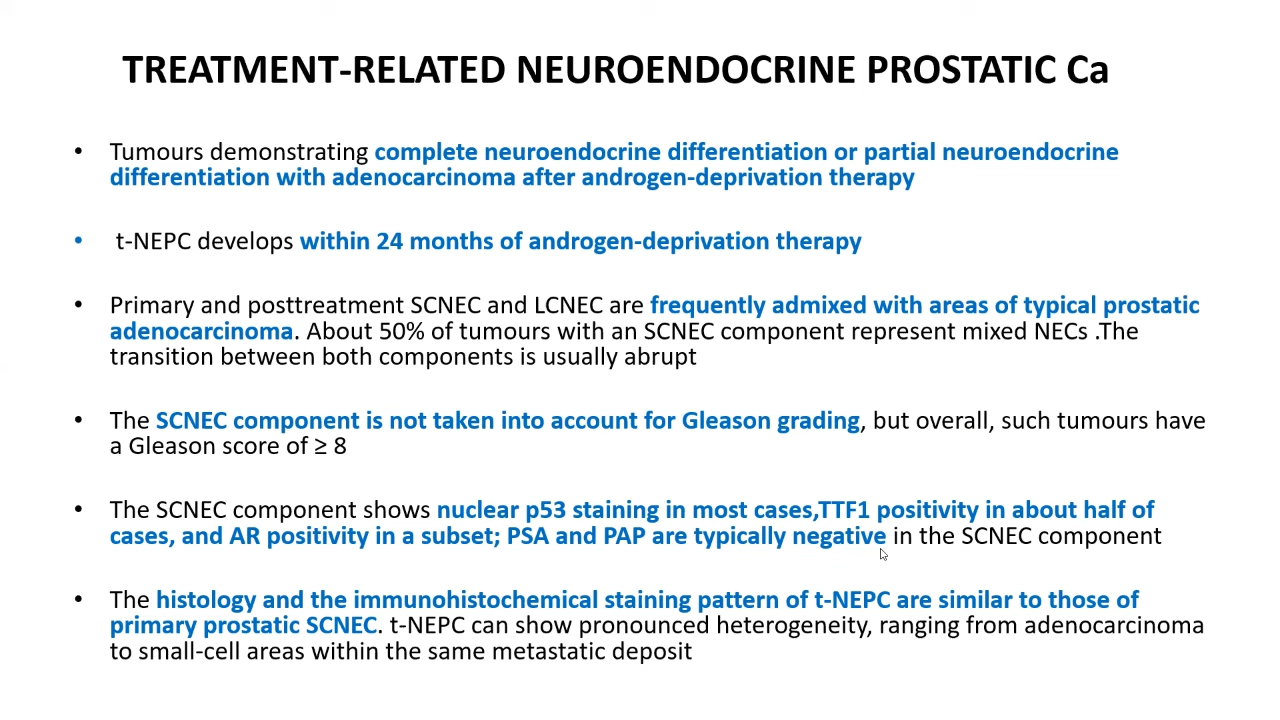 TREATMENT-RELATED NEUROENDOCRINE PROSTATIC Ca
• Tumours demonstrating complete neuroendocrine differentiation or partial neuroendocrine
differentiation with adenocarcinoma after androgen-deprivation therapy
• t-NEPC develops within 24 months of androgen-deprivation therapy
• Primary and posttreatment SCNEC and LCNEC are frequently admixed with areas of typical prostatic
adenocarcinoma. About 50% of tumours with an SCNEC component represent mixed NECs .The
transition between both components is usually abrupt
• The SCNEC component is not taken into account for Gleason grading, but overall, such tumours have
a Gleason score of ≥ 8
• The SCNEC component shows nuclear p53 staining in most cases,TTF1 positivity in about half of
cases, and AR positivity in a subset; PSA and PAP are typically negative in the SCNEC component
• The histology and the immunohistochemical staining pattern of t-NEPC are similar to those of
primary prostatic SCNEC. t-NEPC can show pronounced heterogeneity, ranging from adenocarcinoma
to small-cell areas within the same metastatic deposit